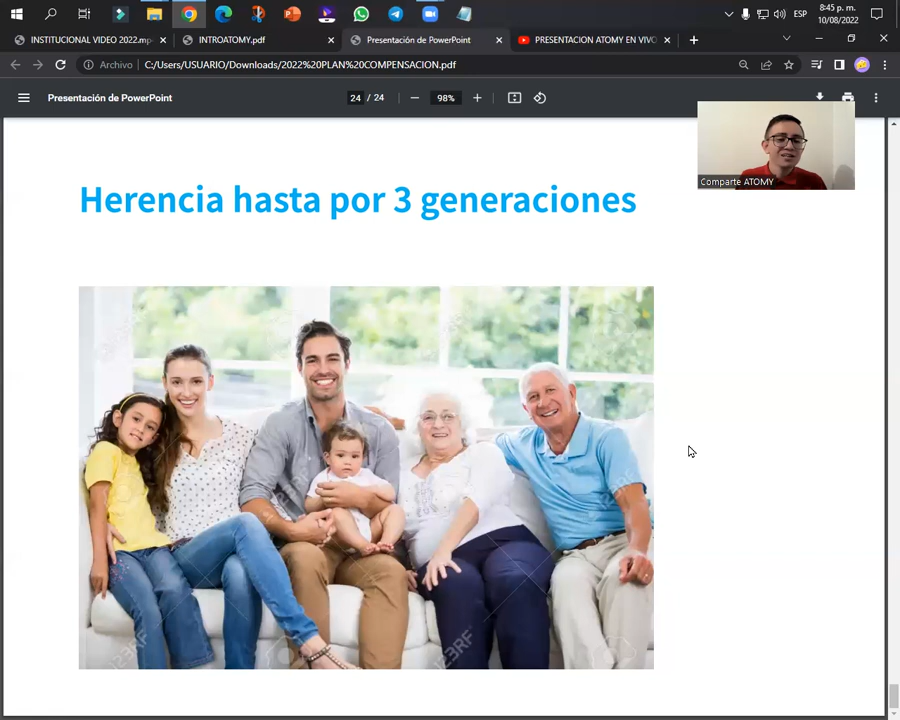 INSTITUCIONAL VIDEO 2022.mp
INTROATOMY.pdf
Presentación de PowerPoint
PRESENTACION ATOMY EN VIVO
ESP
8:45 p. m.
10/08/2022
Archivo
C:/Users/USUARIO/Downloads/2022%20PLAN%20COMPENSACION.pdf
Presentación de PowerPoint
24 / 24
98%
Comparte ATOMY
Herencia hasta por 3 generaciones
123RF
123RF